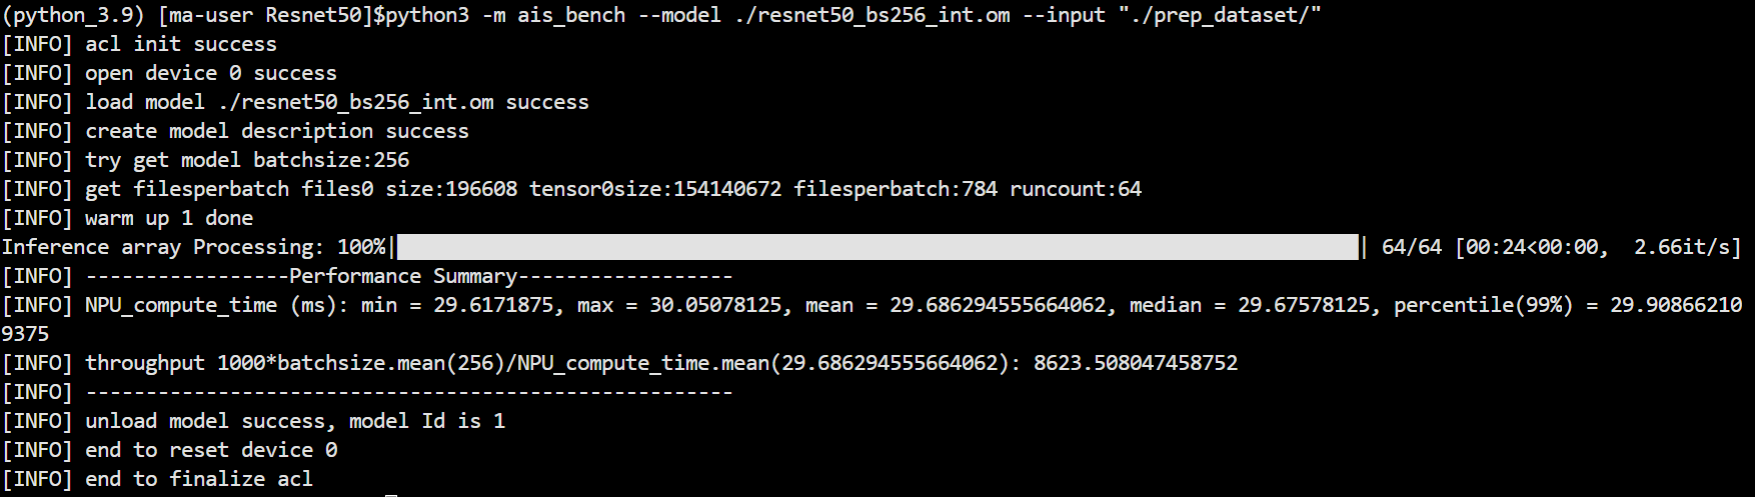 (python_3.9) [ma-user Resnet50]$python3 -m ais_bench --model ./resnet50_bs256_int.om --input "./prep_dataset/"
[INFO] acl init success
[INFO] open device 0 success
[INFO] load model ./resnet50_bs256_int.om success
[INFO] create model description success
[INFO] try get model batchsize:256
[INFO] get filesperbatch files0 size:196608 tensor0size:154140672 filesperbatch:784 runcount:64
[INFO] warm up 1 done
Inference array Processing: 100%|| 64/64 [00:24<00:00,  2.66it/s]
[INFO] -----------------Performance Summary------------------
[INFO] NPU_compute_time (ms): min = 29.6171875, max = 30.05078125, mean = 29.686294555664062, median = 29.67578125, percentile(99%) = 29.90866210
9375
[INFO] throughput 1000*batchsize.mean(256)/NPU_compute_time.mean(29.686294555664062): 8623.508047458752
[INFO] ------------------------------------------------------
[INFO] unload model success, model Id is 1
[INFO] end to reset device 0
[INFO] end to finalize acl